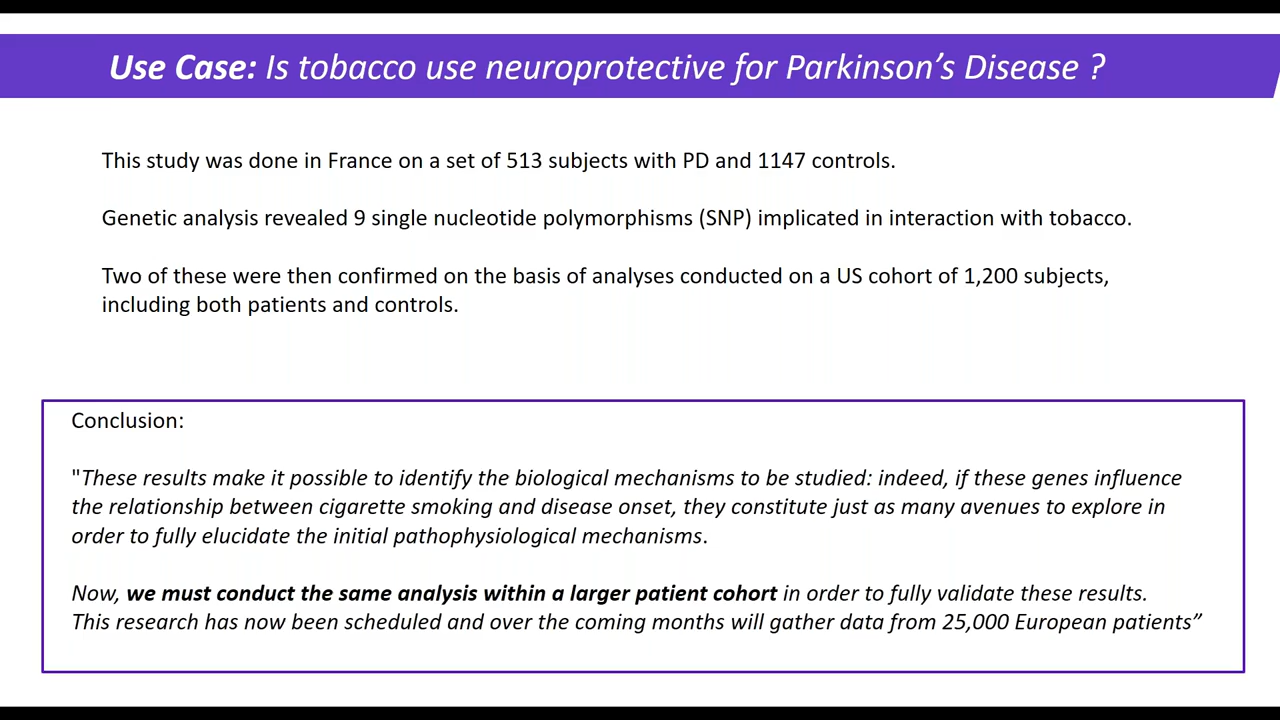 Use Case: Is tobacco use neuroprotective for Parkinson’s Disease ?
This study was done in France on a set of 513 subjects with PD and 1147 controls.
Genetic analysis revealed 9 single nucleotide polymorphisms (SNP) implicated in interaction with tobacco.
Two of these were then confirmed on the basis of analyses conducted on a US cohort of 1,200 subjects,
including both patients and controls.
Conclusion:
"These results make it possible to identify the biological mechanisms to be studied: indeed, if these genes influence
the relationship between cigarette smoking and disease onset, they constitute just as many avenues to explore in
order to fully elucidate the initial pathophysiological mechanisms.
Now, we must conduct the same analysis within a larger patient cohort in order to fully validate these results.
This research has now been scheduled and over the coming months will gather data from 25,000 European patients”